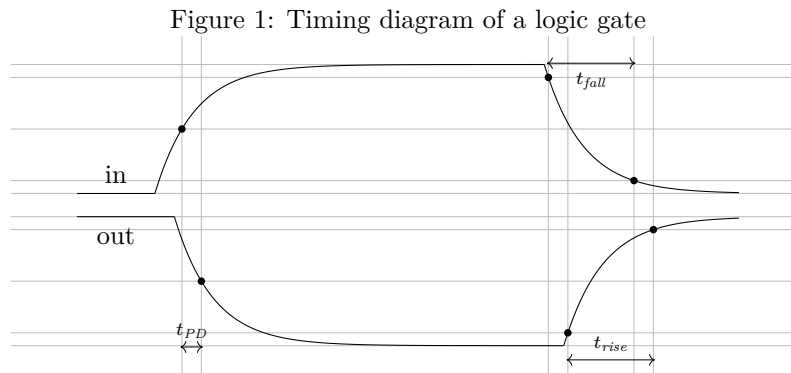 Figure 1: Timing diagram of a logic gate
t_fall
in
out
t_PD
t_rise